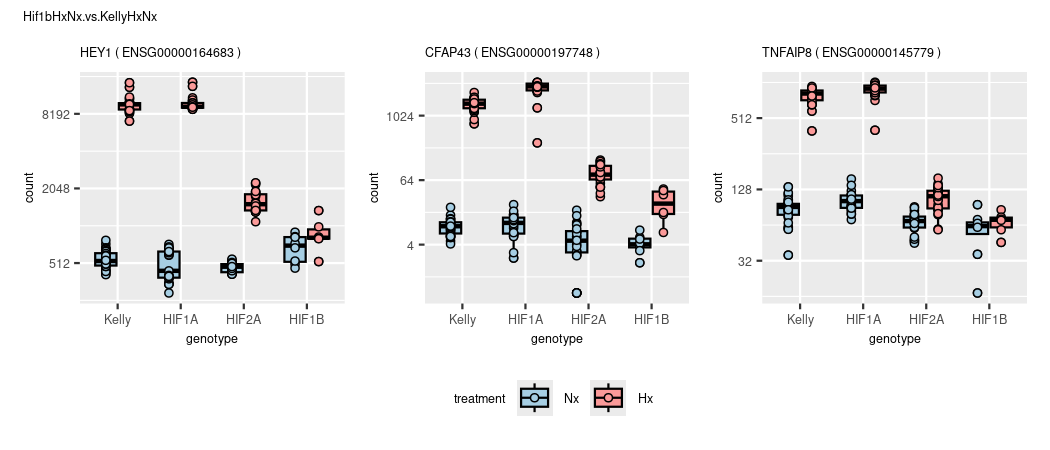 Hif1bHxNx.vs.KellyHxNx
HEY1 ( ENSG00000164683 )
CFAP43 ( ENSG00000197748 )
TNFAIP8 ( ENSG00000145779 )
count
8192
2048
512
Kelly
HIF1A
HIF2A
HIF1B
genotype
count
1024
64
4
Kelly
HIF1A
HIF2A
HIF1B
genotype
count
512
128
32
Kelly
HIF1A
HIF2A
HIF1B
genotype
treatment
Nx
Hx